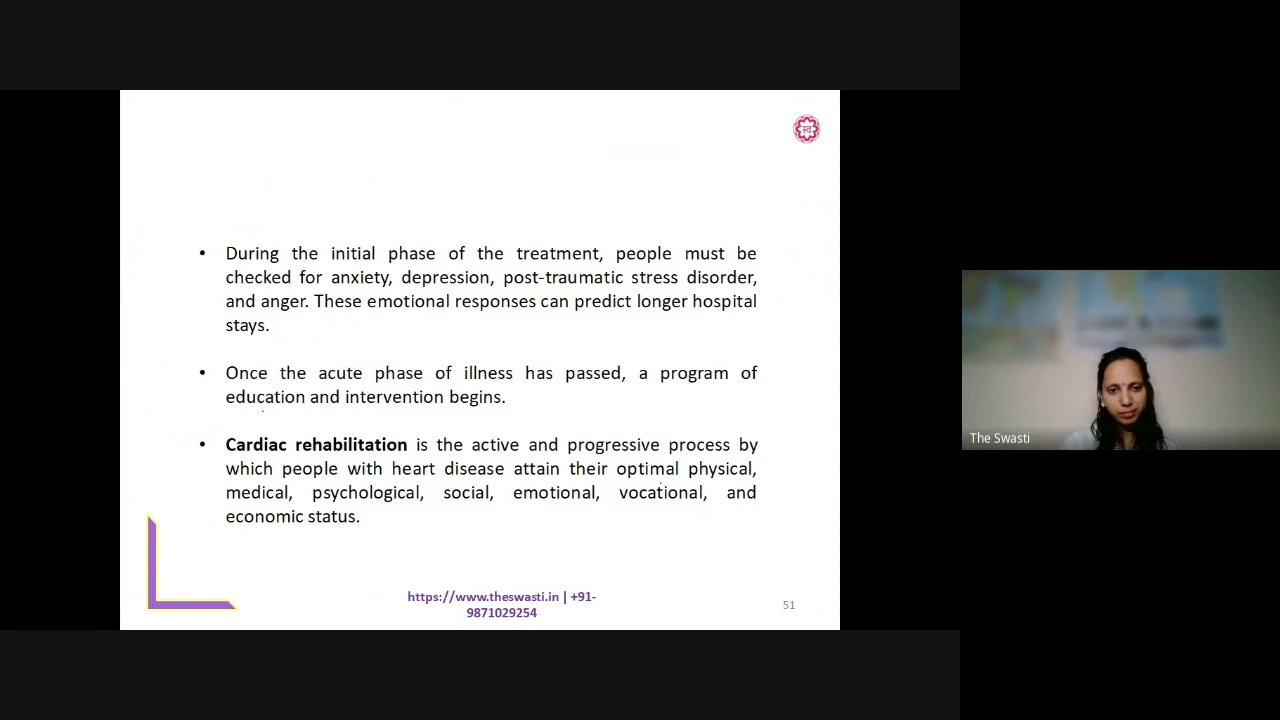 स्व
• During the initial phase of the treatment, people must be
checked for anxiety, depression, post-traumatic stress disorder,
and anger. These emotional responses can predict longer hospital
stays.
• Once the acute phase of illness has passed, a program of
education and intervention begins.
• Cardiac rehabilitation is the active and progressive process by
which people with heart disease attain their optimal physical,
medical, psychological, social, emotional, vocational, and
economic status.
https://www.theswasti.in | +91-
9871029254
51
The Swasti